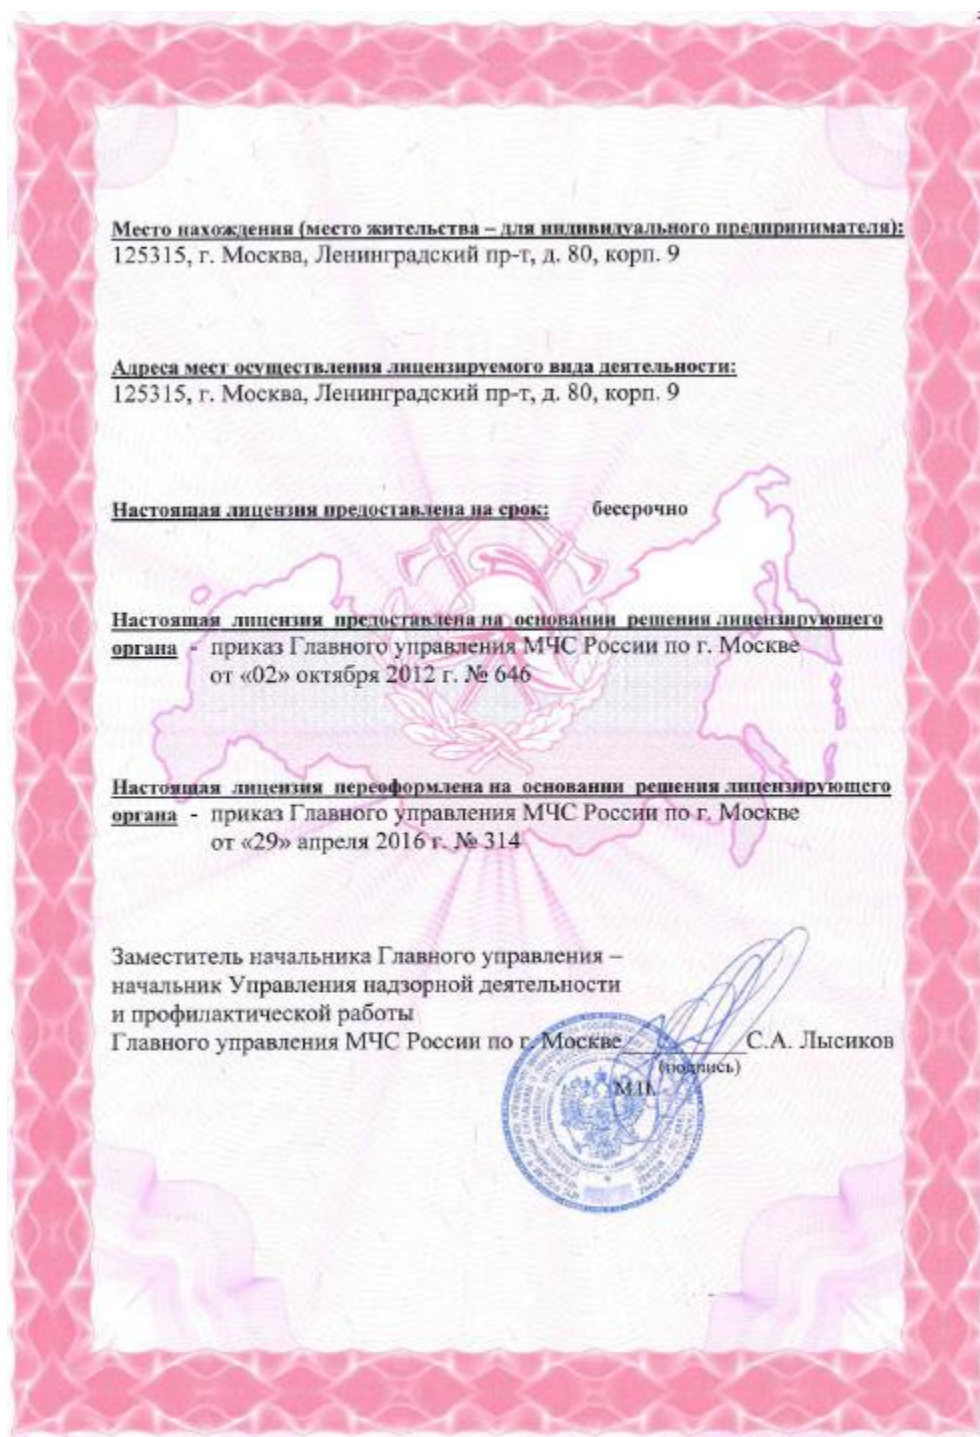 Место нахождения (место жительства – для индивидуального предпринимателя):
125315, г. Москва, Ленинградский пр-т, д. 80, корп. 9
Адреса мест осуществления лицензируемого вида деятельности:
125315, г. Москва, Ленинградский пр-т, д. 80, корп. 9
Настоящая лицензия предоставлена на срок: бессрочно
Настоящая лицензия предоставлена на основании решения лицензирующего
органа - приказ Главного управления МЧС России по г. Москве
от «02» октября 2012 г. № 646
Настоящая лицензия переоформлена на основании решения лицензирующего
органа - приказ Главного управления МЧС России по г. Москве
от «29» апреля 2016 г. № 314
Заместитель начальника Главного управления –
начальник Управления надзорной деятельности
и профилактической работы
Главного управления МЧС России по г. Москве С.А. Лысиков
(подпись)
М.П.